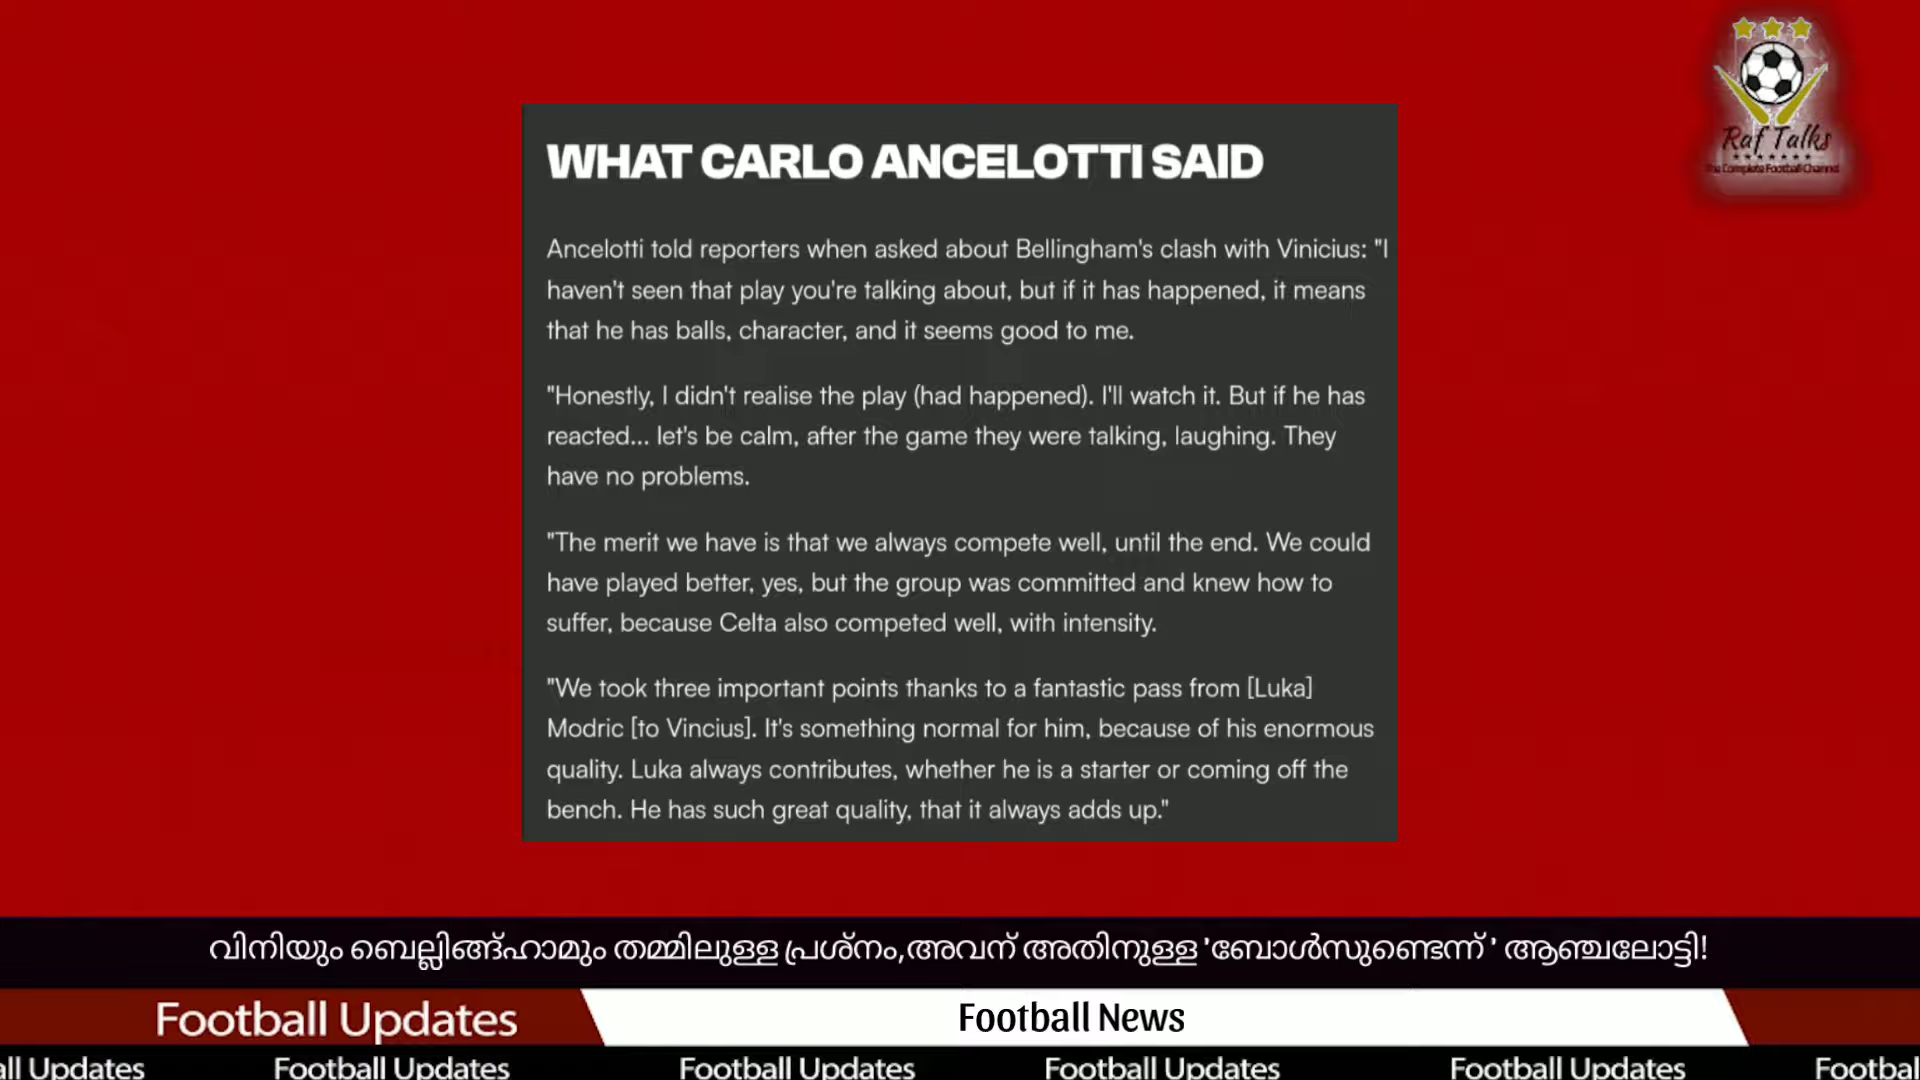 Raf Talks
The Complete Football Channel
WHAT CARLO ANCELOTTI SAID
Ancelotti told reporters when asked about Bellingham's clash with Vinicius: "I
haven't seen that play you're talking about, but if it has happened, it means
that he has balls, character, and it seems good to me.
"Honestly, I didn't realise the play (had happened). I'll watch it. But if he has
reacted... let's be calm, after the game they were talking, laughing. They
have no problems.
"The merit we have is that we always compete well, until the end. We could
have played better, yes, but the group was committed and knew how to
suffer, because Celta also competed well, with intensity.
"We took three important points thanks to a fantastic pass from [Luka]
Modric [to Vincius]. It's something normal for him, because of his enormous
quality. Luka always contributes, whether he is a starter or coming off the
bench. He has such great quality, that it always adds up."
വിനിയും ബെല്ലിങ്ങ്ഹാമും തമ്മിലുള്ള പ്രശ്നം,അവന് അതിനുള്ള 'ബോൾസുണ്ടെന്ന് ' ആഞ്ചലോട്ടി!
Football Updates
Football News
all Updates Football Updates Football Updates Football Updates Football Updates Footbal